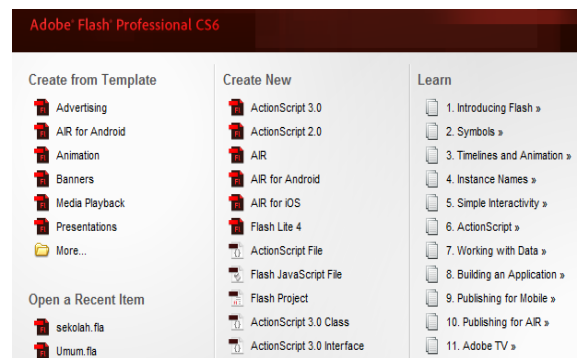 Adobe® Flash® Professional CS6
Create from Template
Advertising
AIR for Android
Animation
Banners
Media Playback
Presentations
More...
Open a Recent Item
sekolah.fla
Umum.fla
Create New
ActionScript 3.0
ActionScript 2.0
AIR
AIR for Android
AIR for iOS
Flash Lite 4
ActionScript File
Flash JavaScript File
Flash Project
ActionScript 3.0 Class
ActionScript 3.0 Interface
Learn
1. Introducing Flash »
2. Symbols »
3. Timelines and Animation »
4. Instance Names »
5. Simple Interactivity »
6. ActionScript »
7. Working with Data »
8. Building an Application »
9. Publishing for Mobile »
10. Publishing for AIR »
11. Adobe TV »